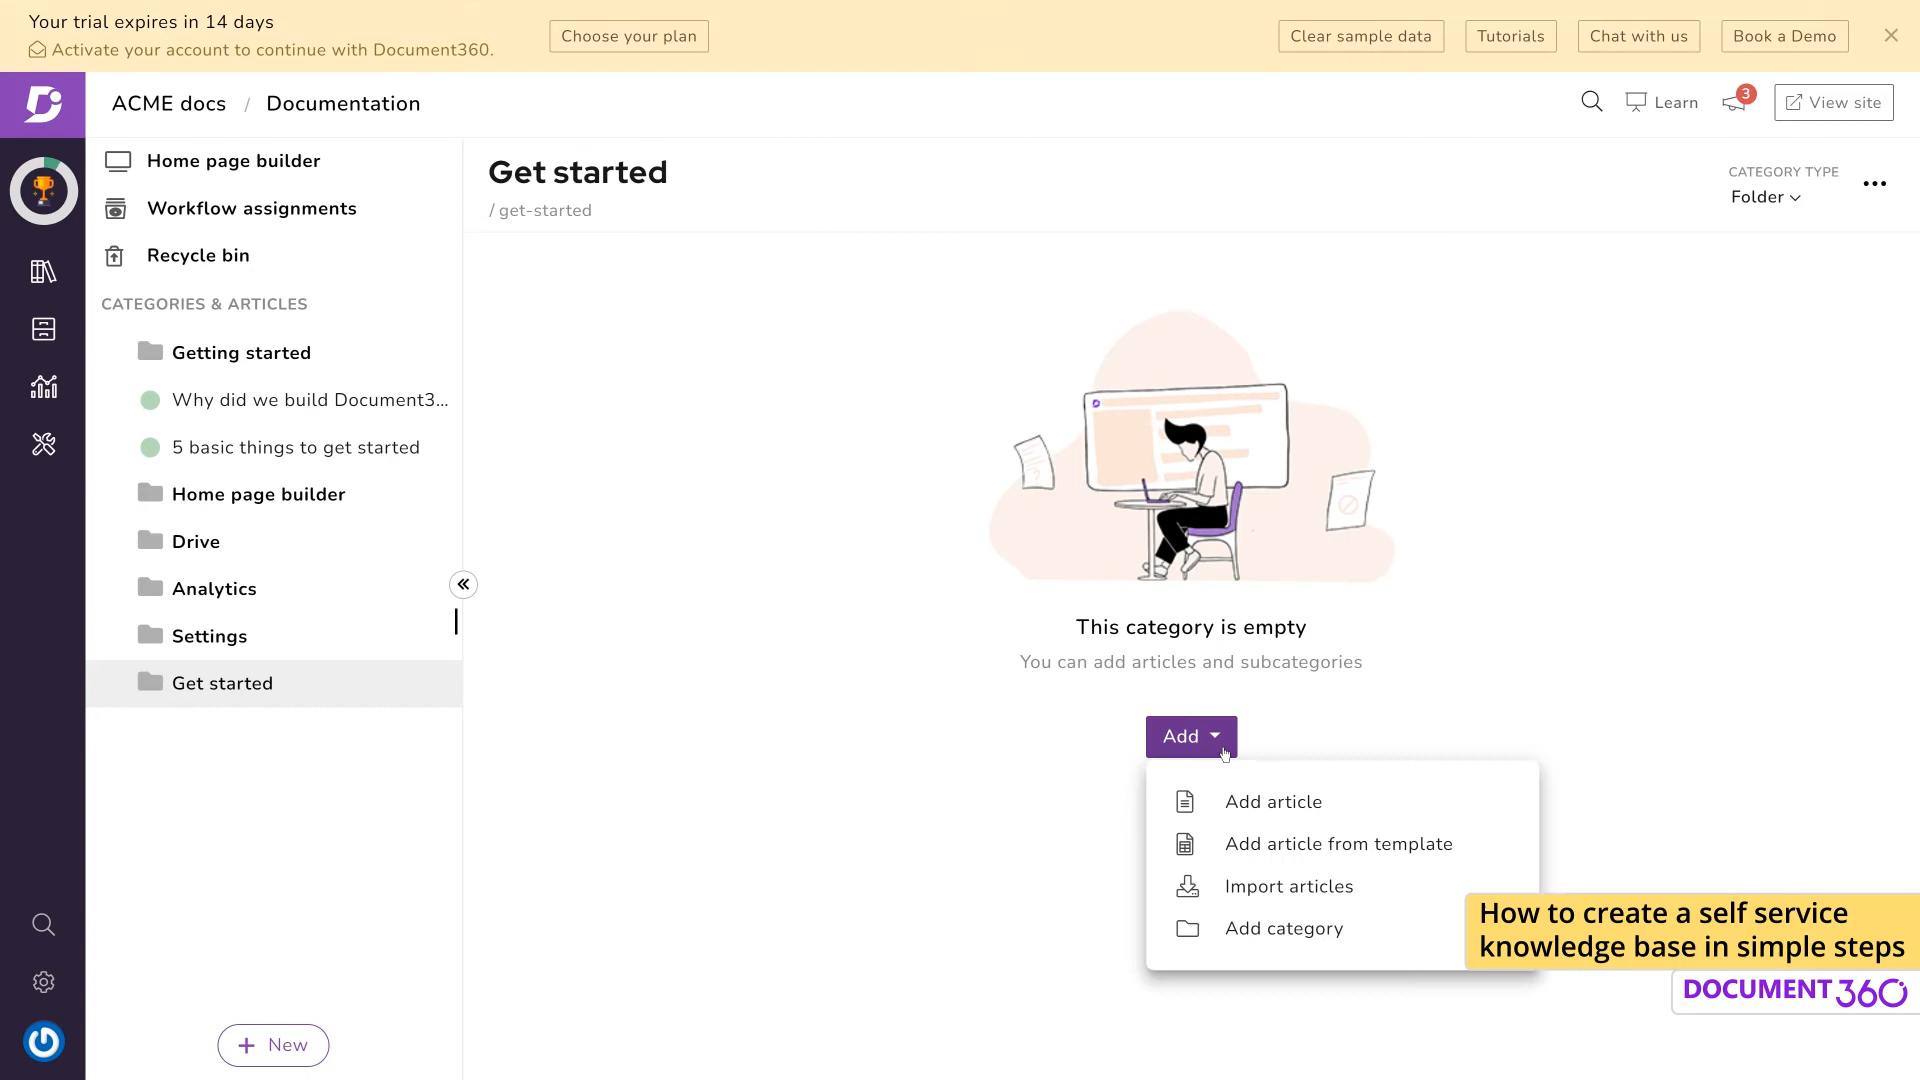 Your trial expires in 14 days
Activate your account to continue with Document360.
Choose your plan
Clear sample data
Tutorials
Chat with us
Book a Demo
ACME docs / Documentation
Learn
3
View site
Home page builder
Workflow assignments
Recycle bin
CATEGORIES & ARTICLES
Getting started
Why did we build Document3...
5 basic things to get started
Home page builder
Drive
Analytics
Settings
Get started
New
Get started
/ get-started
CATEGORY TYPE
Folder
This category is empty
You can add articles and subcategories
Add
Add article
Add article from template
Import articles
Add category
How to create a self service
knowledge base in simple steps
DOCUMENT360